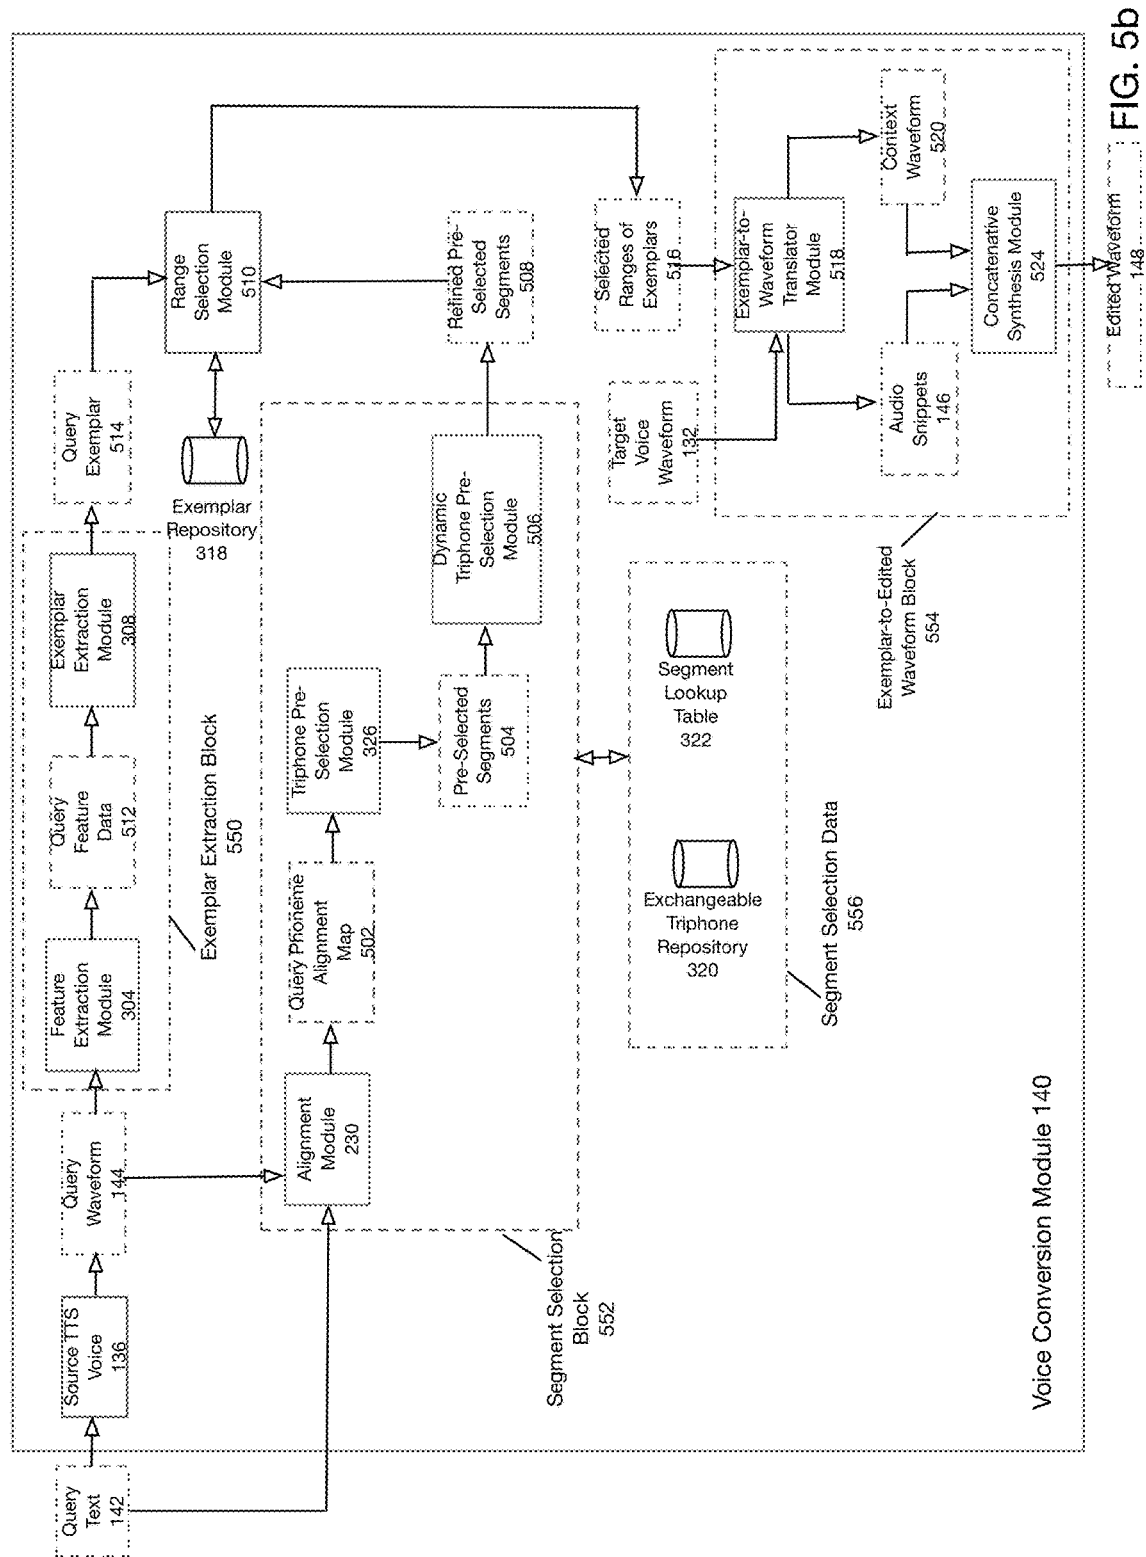 Query
Text
142
Source TTS
Voice
136
Query
Waveform
144
Feature
Extraction
Module
304
Query
Feature
Data
512
Exemplar
Extraction
Module
308
Query
Exemplar
514
Exemplar Extraction Block
550
Range
Selection
Module
510
Exemplar
Repository
318
Alignment
Module
230
Query Phoneme
Alignment
Map
502
Triphone Pre-
Selection
Module
326
Pre-Selected
Segments
504
Dynamic
Triphone Pre-
Selection
Module
506
Refined Pre-
Selected
Segments
508
Segment Selection
Block
552
Exchangeable
Triphone
Repository
320
Segment
Lookup
Table
322
Segment Selection Data
556
Target
Voice
Waveform
132
Selected
Ranges of
Exemplars
516
Exemplar-to-
Waveform
Translator
Module
518
Audio
Snippets
146
Context
Waveform
520
Concatenative
Synthesis Module
524
Exemplar-to-Edited
Waveform Block
554
Voice Conversion Module 140
Edited Waveform
148
FIG. 5b